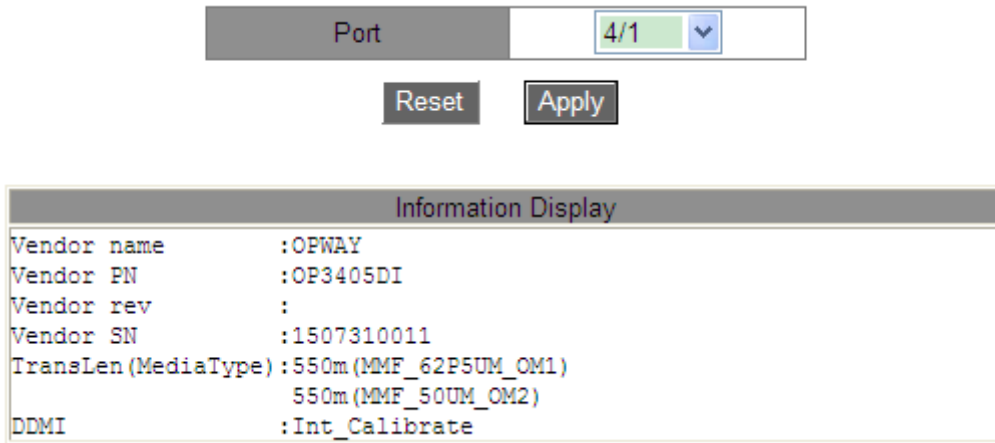 Port 4/1
Reset Apply
Information Display
Vendor name :OPWAY
Vendor PN :OP3405DI
Vendor rev :
Vendor SN :1507310011
TransLen(MediaType):550m(MMF_62P5UM_OM1)
550m(MMF_50UM_OM2)
DDMI :Int_Calibrate